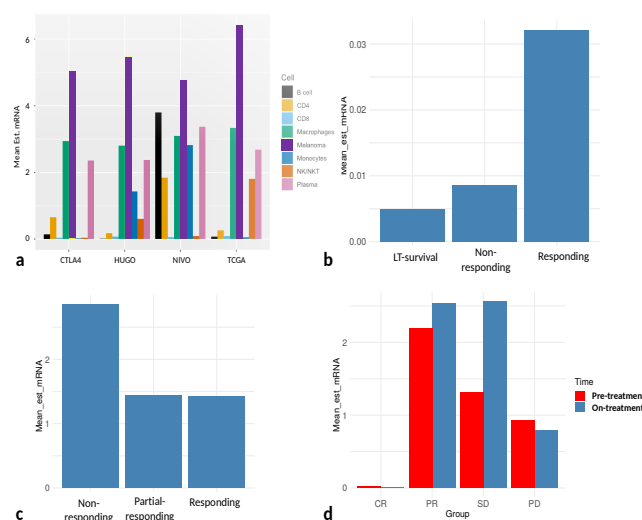 6
4
2
0
Mean Est. mRNA
CTLA4
HUGO
NIVO
TCGA
Cell
B cell
CD4
CD8
Macrophages
Melanoma
Monocytes
NK/NKT
Plasma
a
0.03
0.02
0.01
0.00
Mean_est_mRNA
LT-survival
Non-
responding
Responding
b
2
1
0
Mean_est_mRNA
Non-
responding
Partial-
responding
Responding
c
2
1
0
Mean_est_mRNA
CR
PR
SD
PD
Group
Time
Pre-treatment
On-treatment
d